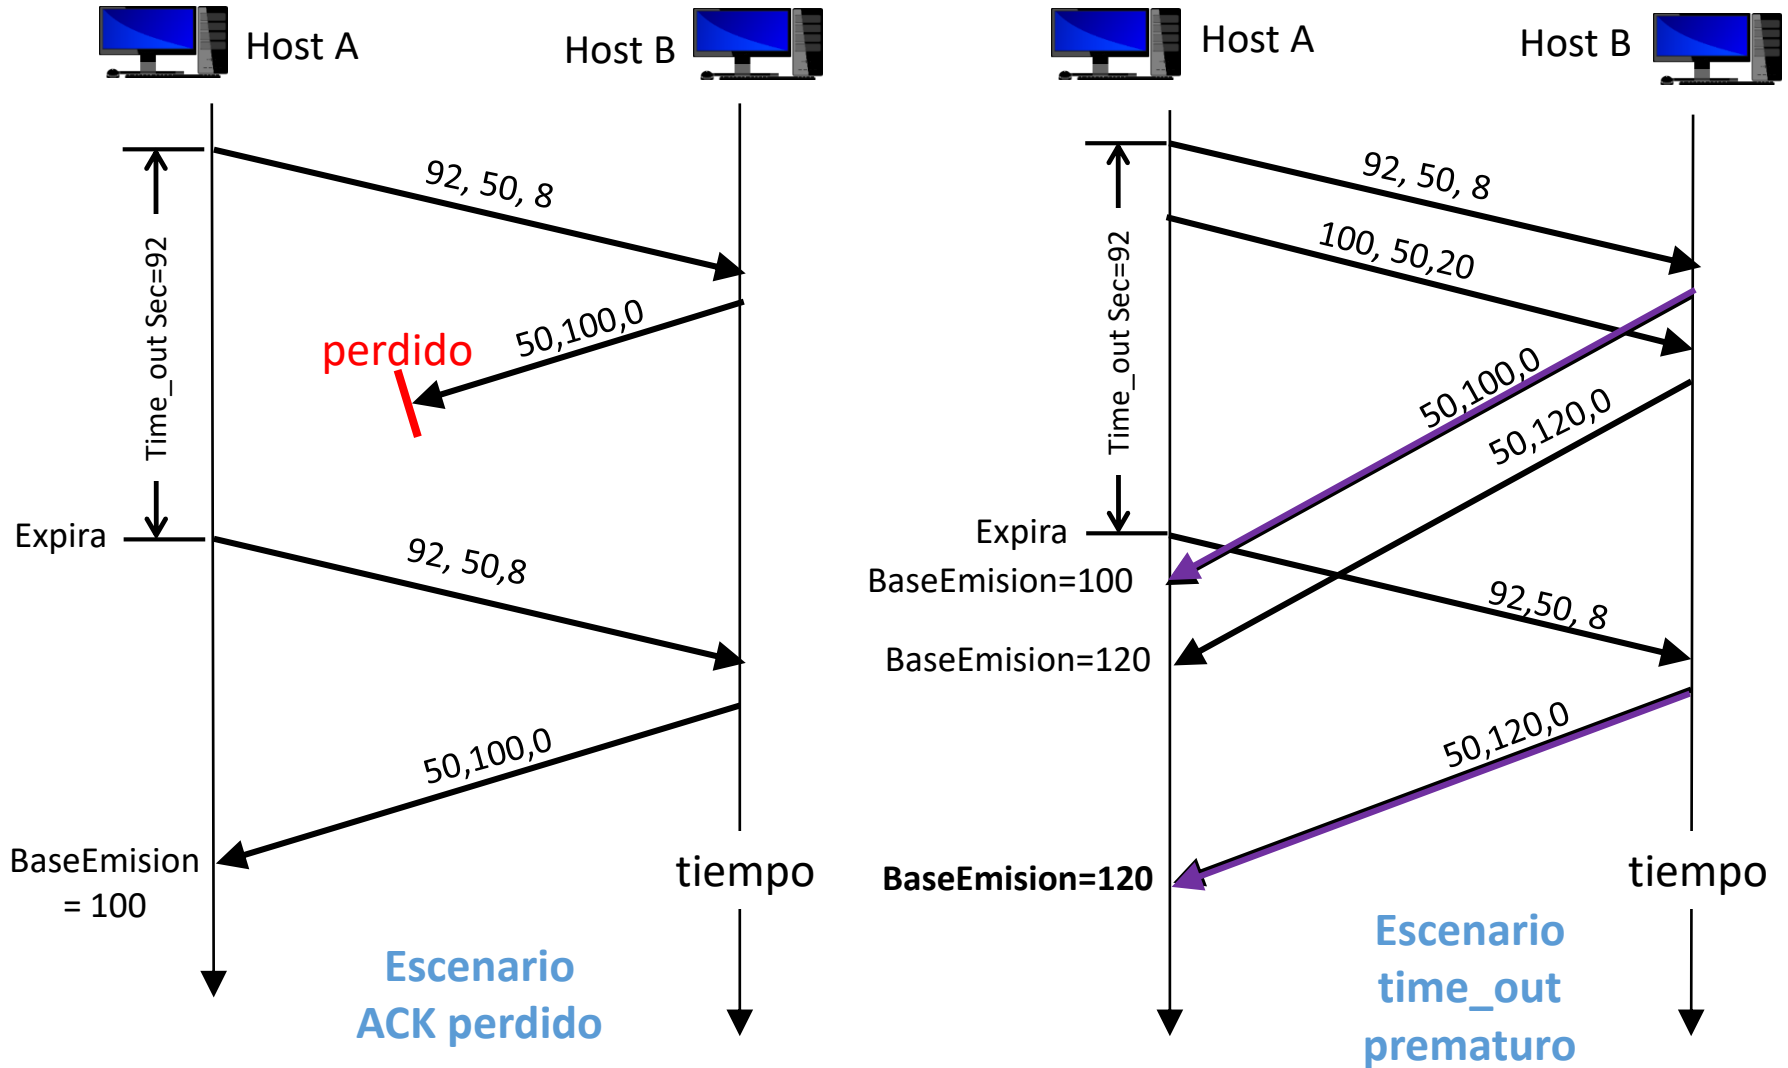 Host A
Host B
92, 50, 8
Time_out Sec=92
50,100,0
perdido
Expira
92, 50,8
50,100,0
BaseEmision
= 100
tiempo
Escenario
ACK perdido
Host A
Host B
92, 50, 8
100, 50,20
Time_out Sec=92
50,100,0
50,120,0
Expira
BaseEmision=100
92,50, 8
BaseEmision=120
50,120,0
BaseEmision=120
tiempo
Escenario
time_out
prematuro